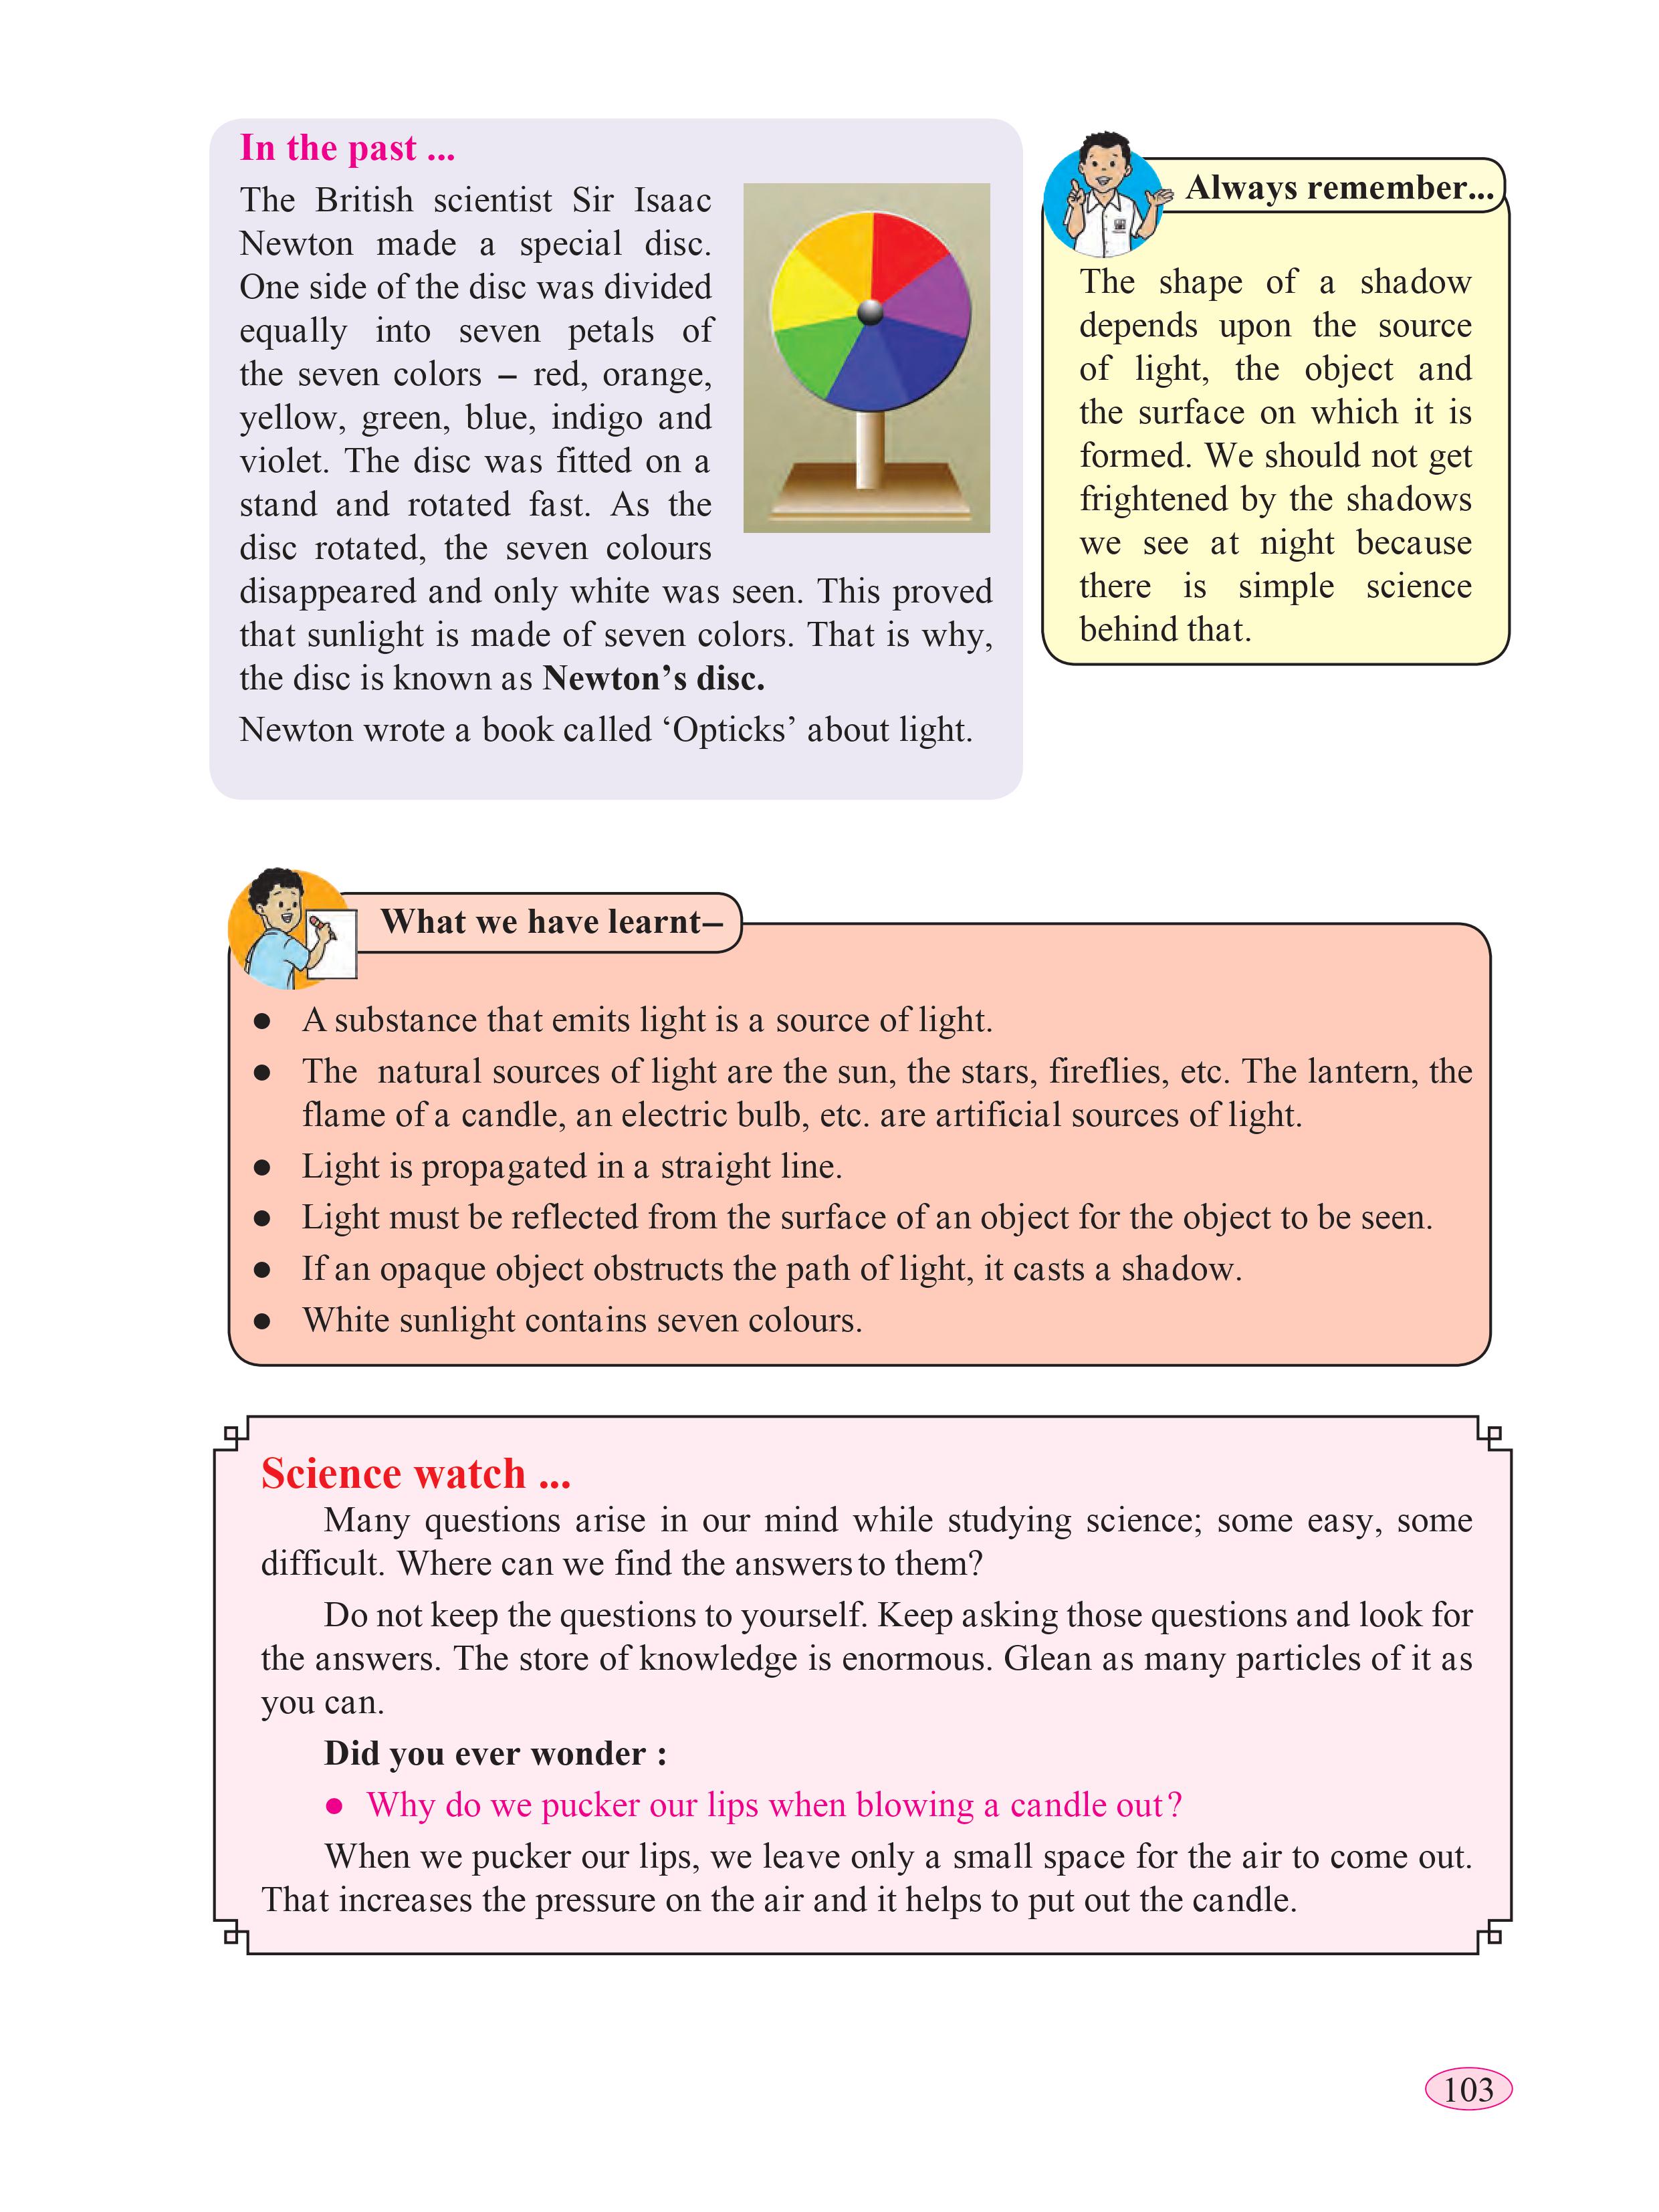 In the past ...
The British scientist Sir Isaac
Newton made a special disc.
One side of the disc was divided
equally into seven petals of
the seven colors – red, orange,
yellow, green, blue, indigo and
violet. The disc was fitted on a
stand and rotated fast. As the
disc rotated, the seven colours
disappeared and only white was seen. This proved
that sunlight is made of seven colors. That is why,
the disc is known as Newton’s disc.
Newton wrote a book called ‘Opticks’ about light.
Always remember...
The shape of a shadow
depends upon the source
of light, the object and
the surface on which it is
formed. We should not get
frightened by the shadows
we see at night because
there is simple science
behind that.
What we have learnt–
● A substance that emits light is a source of light.
● The natural sources of light are the sun, the stars, fireflies, etc. The lantern, the
flame of a candle, an electric bulb, etc. are artificial sources of light.
● Light is propagated in a straight line.
● Light must be reflected from the surface of an object for the object to be seen.
● If an opaque object obstructs the path of light, it casts a shadow.
● White sunlight contains seven colours.
Science watch ...
Many questions arise in our mind while studying science; some easy, some
difficult. Where can we find the answers to them?
Do not keep the questions to yourself. Keep asking those questions and look for
the answers. The store of knowledge is enormous. Glean as many particles of it as
you can.
Did you ever wonder :
● Why do we pucker our lips when blowing a candle out?
When we pucker our lips, we leave only a small space for the air to come out.
That increases the pressure on the air and it helps to put out the candle.
103